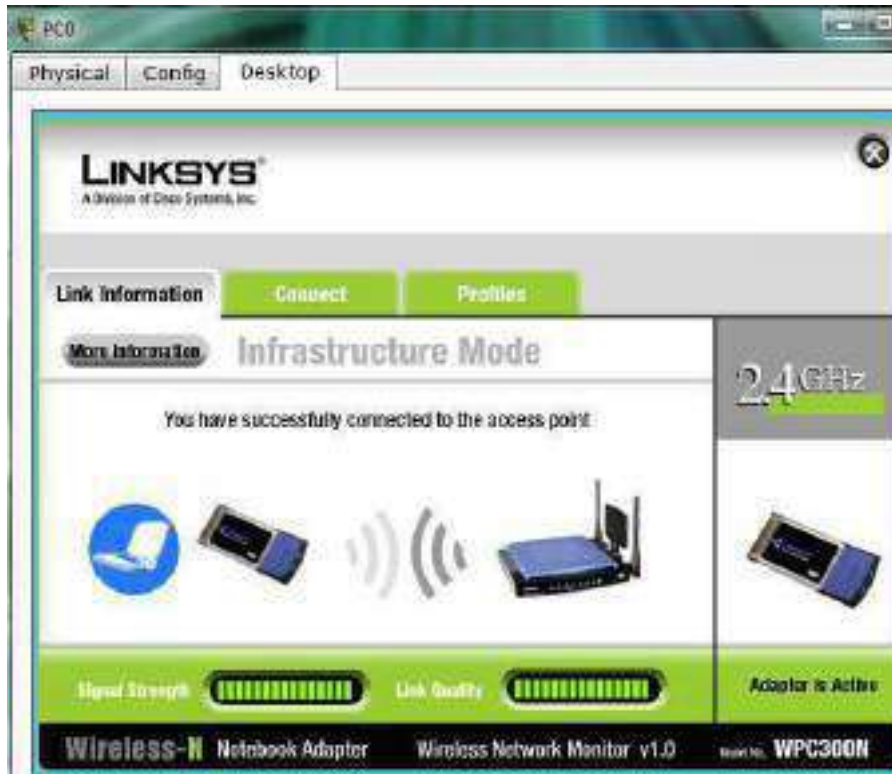 PC0
Physical Config Desktop
LINKSYS®
A Division of Cisco Systems, Inc.
Link Information Connect Profiles
More Information Infrastructure Mode
2.4GHz
You have successfully connected to the access point
Signal Strength Link Quality Adapter is Active
Wireless-N Notebook Adapter Wireless Network Monitor v1.0 Model No. WPC300N